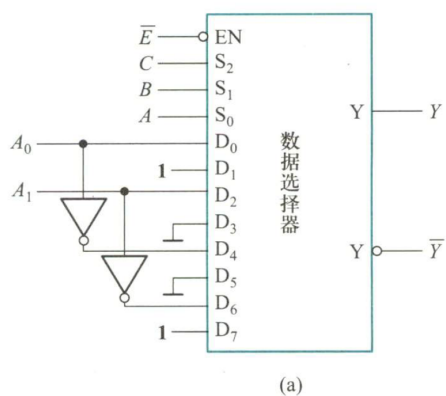 E̅ EN
C S₂
B S₁
A S₀ Y Y
A₀ D₀
1 D₁
A₁ D₂
D₃
D₄ Y Y̅
D₅
D₆
1 D₇
数据选择器
(a)